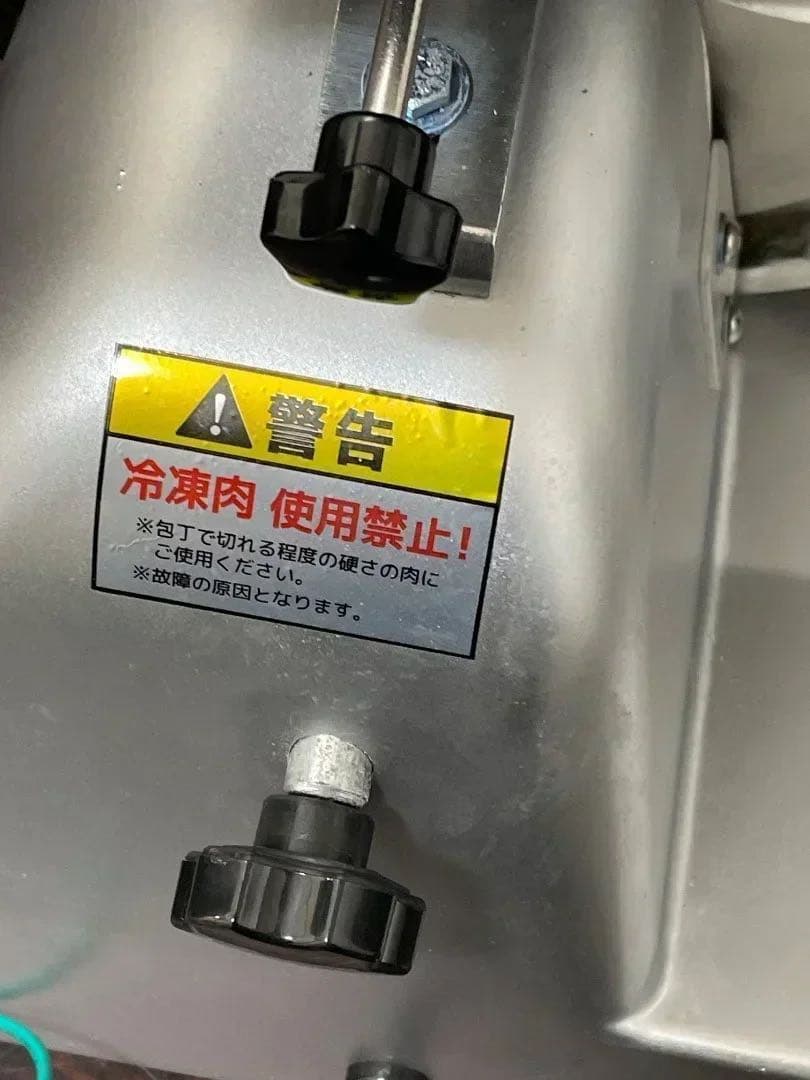 警告
冷凍肉 使用禁止!
※包丁で切れる程度の硬さの肉に
ご使用ください。
※故障の原因となります。